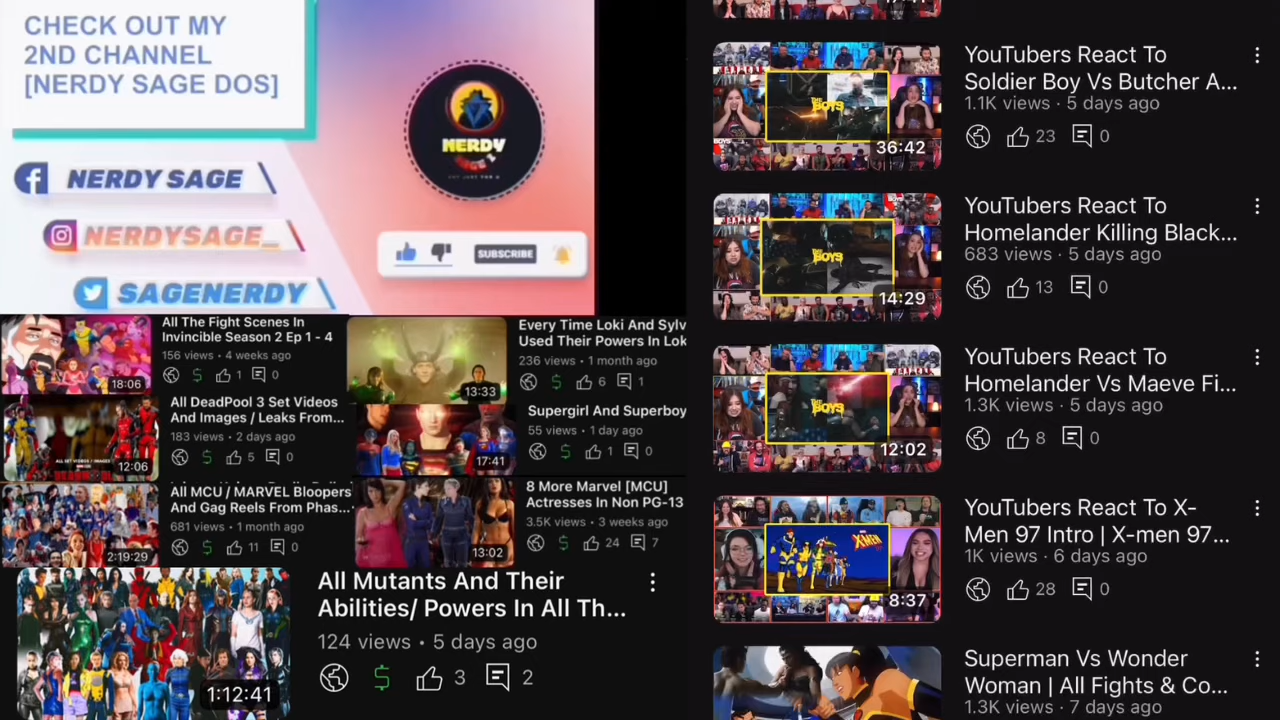 CHECK OUT MY
2ND CHANNEL
[NERDY SAGE DOS]
NERDY
NERDY SAGE
NERDYSAGE_
SAGENERDY
SUBSCRIBE
All The Fight Scenes In
Invincible Season 2 Ep 1 - 4
156 views • 4 weeks ago
1
0
18:06
All DeadPool 3 Set Videos
And Images / Leaks From...
183 views • 2 days ago
5
0
12:06
All MCU / MARVEL Bloopers
And Gag Reels From Phas...
681 views • 1 month ago
11
0
2:19:29
Every Time Loki And Sylv
Used Their Powers In Lok
236 views • 1 month ago
6
1
13:33
Supergirl And Superboy
55 views • 1 day ago
1
0
17:41
8 More Marvel [MCU]
Actresses In Non PG-13
3.5K views • 3 weeks ago
24
7
13:02
All Mutants And Their
Abilities/ Powers In All Th...
124 views • 5 days ago
3
2
1:12:41
YouTubers React To
Soldier Boy Vs Butcher A...
1.1K views · 5 days ago
23
0
THE BOYS
36:42
YouTubers React To
Homelander Killing Black...
683 views · 5 days ago
13
0
THE BOYS
14:29
YouTubers React To
Homelander Vs Maeve Fi...
1.3K views · 5 days ago
8
0
THE BOYS
12:02
YouTubers React To X-
Men 97 Intro | X-men 97...
1K views · 6 days ago
28
0
X-MEN
8:37
Superman Vs Wonder
Woman | All Fights & Co...
1.3K views · 7 days ago